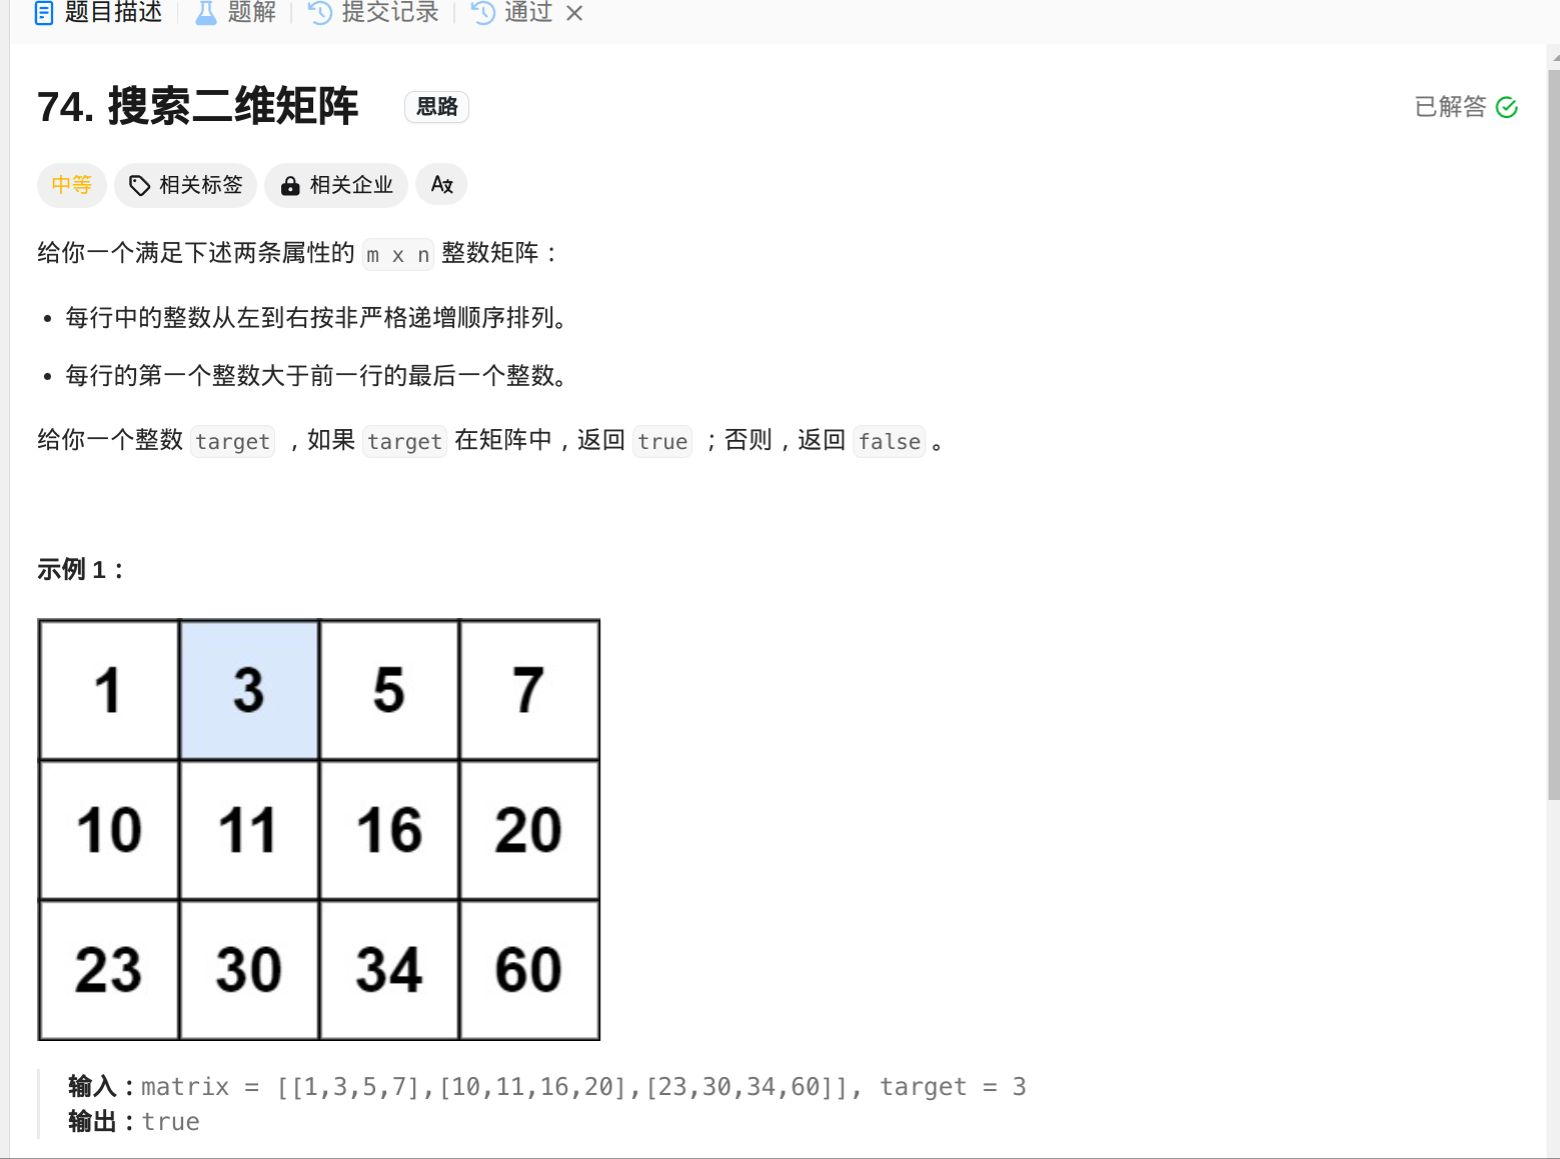 题目描述 题解 提交记录 通过
74. 搜索二维矩阵 思路 已解答
中等 相关标签 相关企业 A文
给你一个满足下述两条属性的 m x n 整数矩阵：
• 每行中的整数从左到右按非严格递增顺序排列。
• 每行的第一个整数大于前一行的最后一个整数。
给你一个整数 target ，如果 target 在矩阵中，返回 true ；否则，返回 false 。
示例 1：
1 3 5 7
10 11 16 20
23 30 34 60
输入：matrix = [[1,3,5,7],[10,11,16,20],[23,30,34,60]], target = 3
输出：true